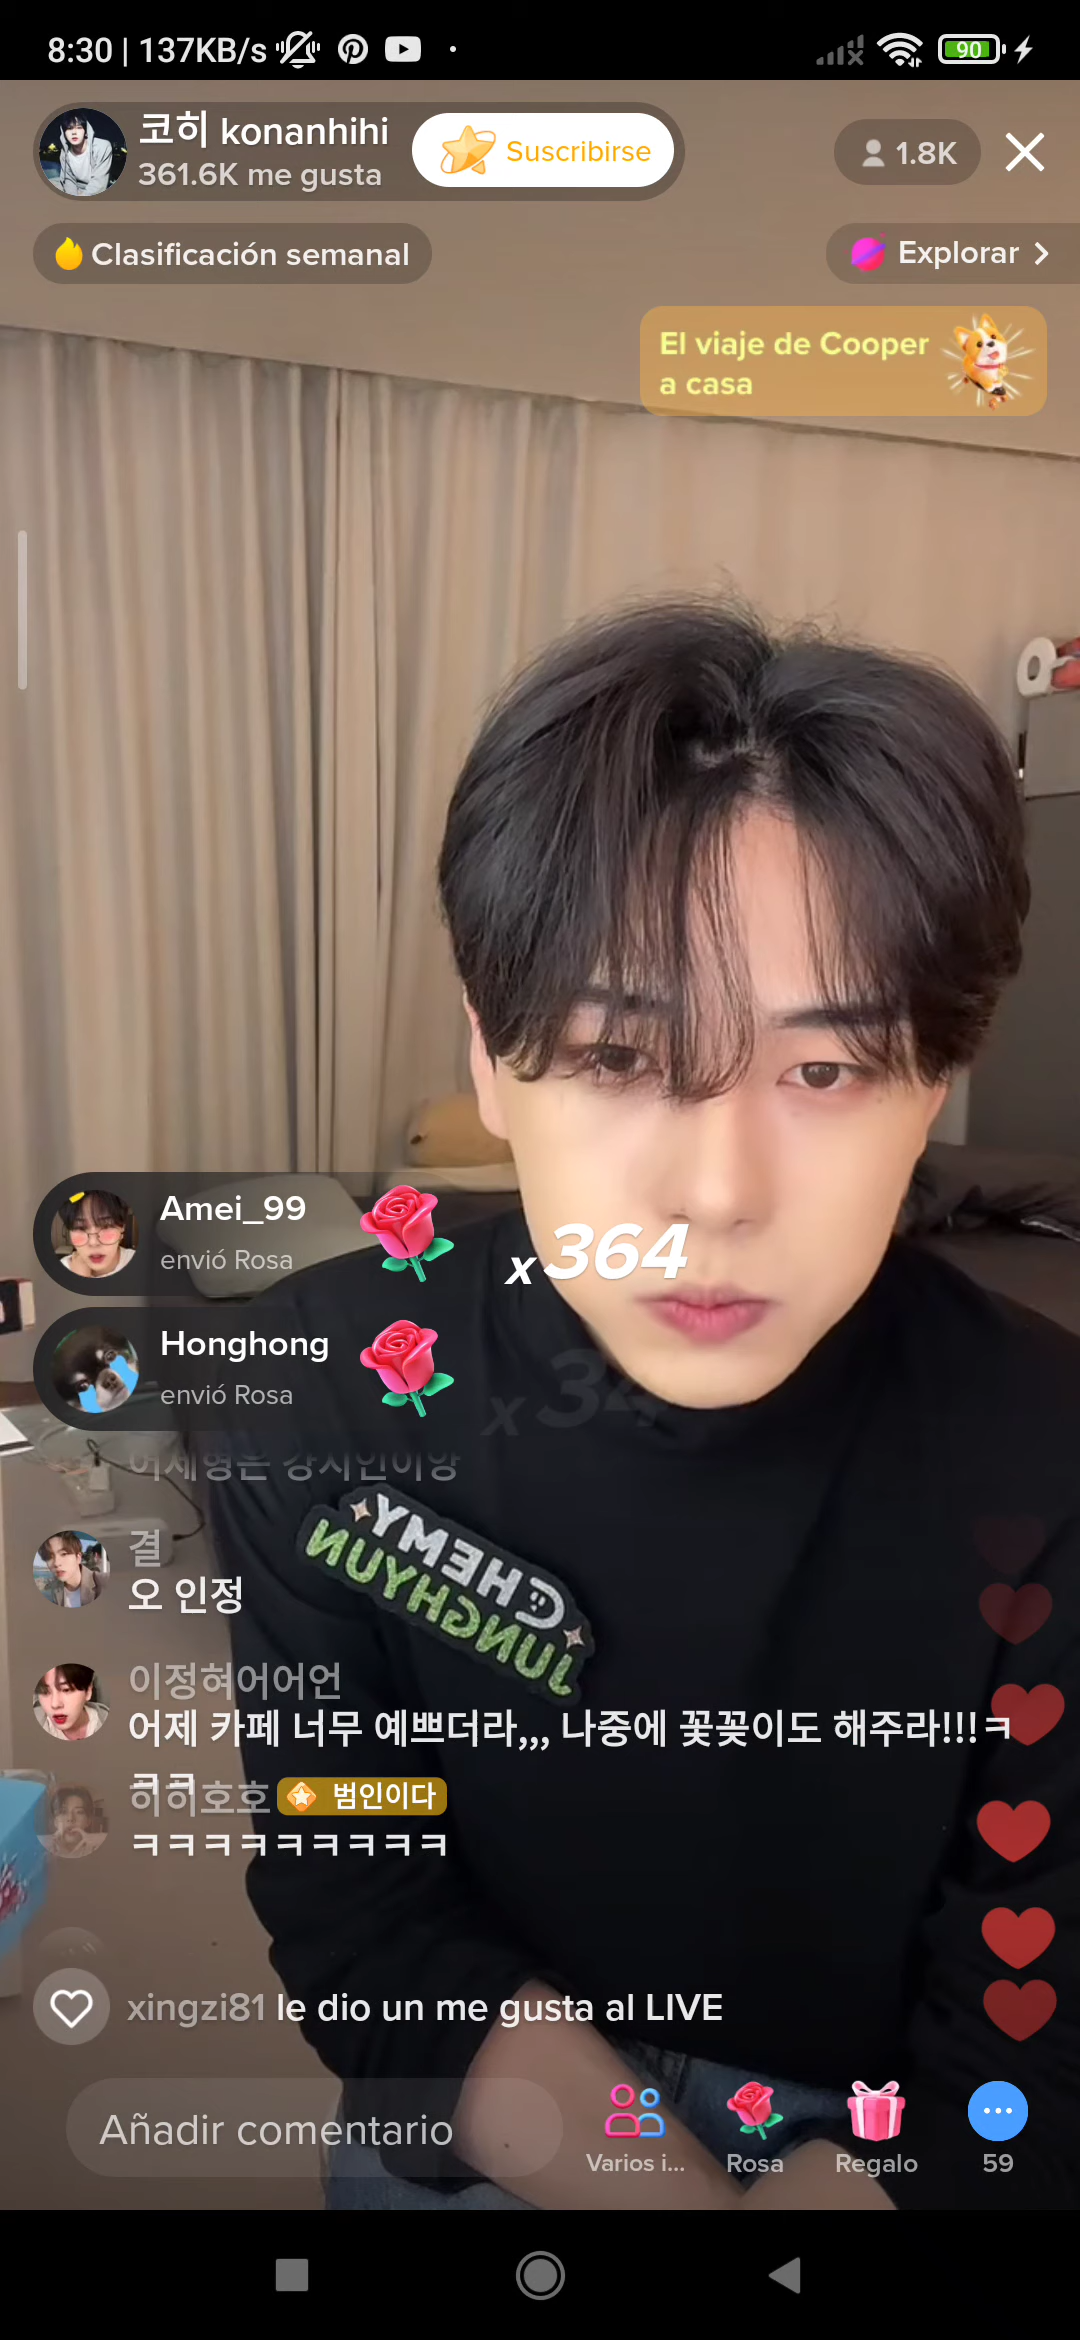 8:30 | 137KB/s
90
코히 konanhihi
361.6K me gusta
Suscribirse
1.8K
Clasificación semanal
Explorar
El viaje de Cooper
a casa
Amei_99
envió Rosa
x364
Honghong
envió Rosa
CHEMY
JUNGHYUN
결
오 인정
이정혀어어언
어제 카페 너무 예쁘더라,,, 나중에 꽃꽂이도 해주라!!!ㅋ
ㅋㅋ
히히호호 범인이다
ㅋㅋㅋㅋㅋㅋㅋㅋㅋ
xingzi81 le dio un me gusta al LIVE
Añadir comentario
Varios i...
Rosa
Regalo
59